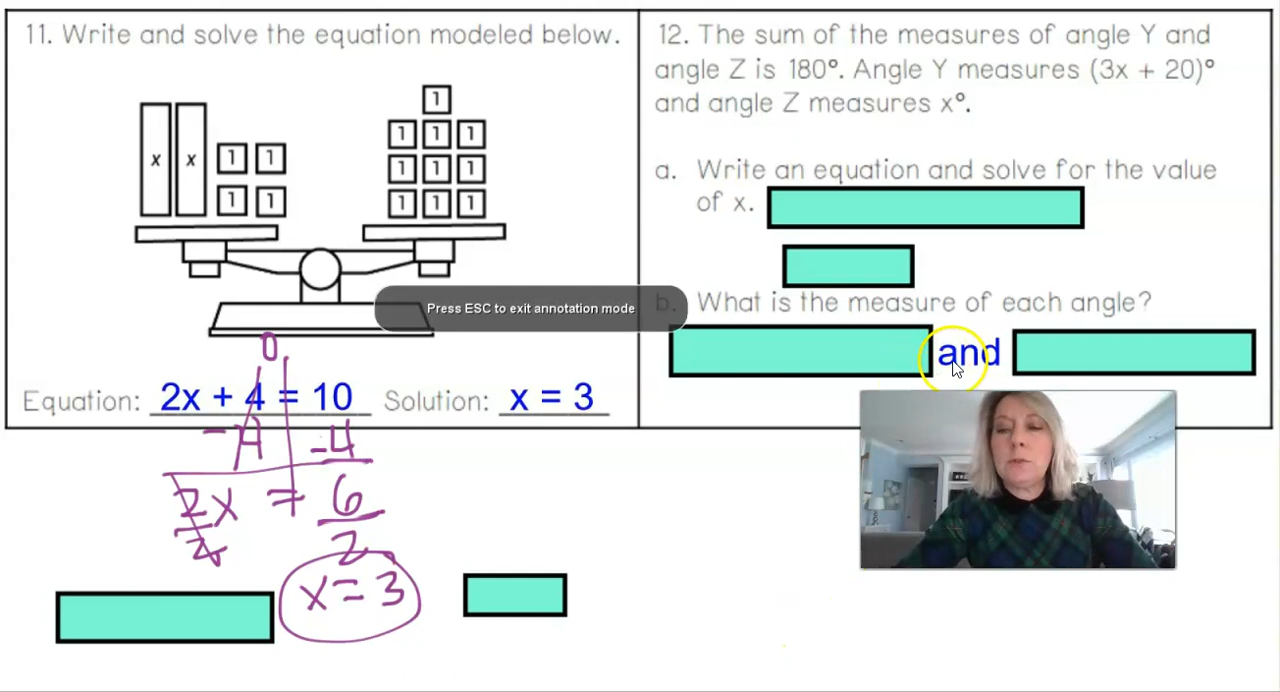 11. Write and solve the equation modeled below.
1
1 1 1
x x 1 1 1 1 1
1 1 1 1 1
Equation: 2x + 4 = 10 Solution: x = 3
0
-4 -4
2x = 6
2 2
x = 3
12. The sum of the measures of angle Y and
angle Z is 180°. Angle Y measures (3x + 20)°
and angle Z measures x°.
a. Write an equation and solve for the value
of x.
b. What is the measure of each angle?
and
Press ESC to exit annotation mode